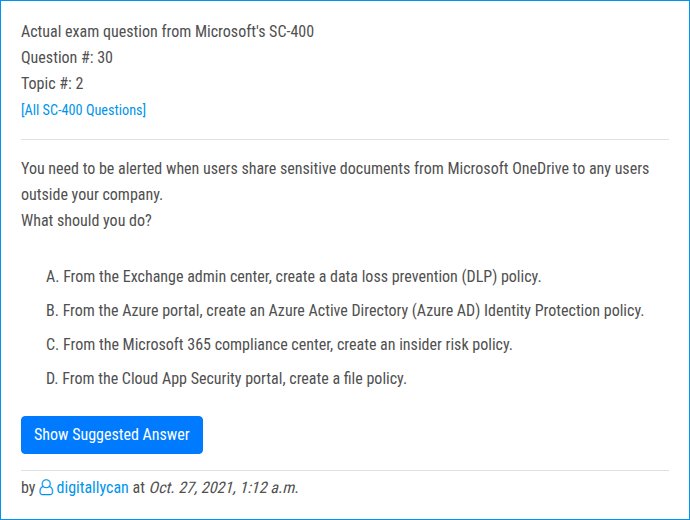 Actual exam question from Microsoft's SC-400
Question #: 30
Topic #: 2
[All SC-400 Questions]
You need to be alerted when users share sensitive documents from Microsoft OneDrive to any users
outside your company.
What should you do?
A. From the Exchange admin center, create a data loss prevention (DLP) policy.
B. From the Azure portal, create an Azure Active Directory (Azure AD) Identity Protection policy.
C. From the Microsoft 365 compliance center, create an insider risk policy.
D. From the Cloud App Security portal, create a file policy.
Show Suggested Answer
by digitallycan at Oct. 27, 2021, 1:12 a.m.